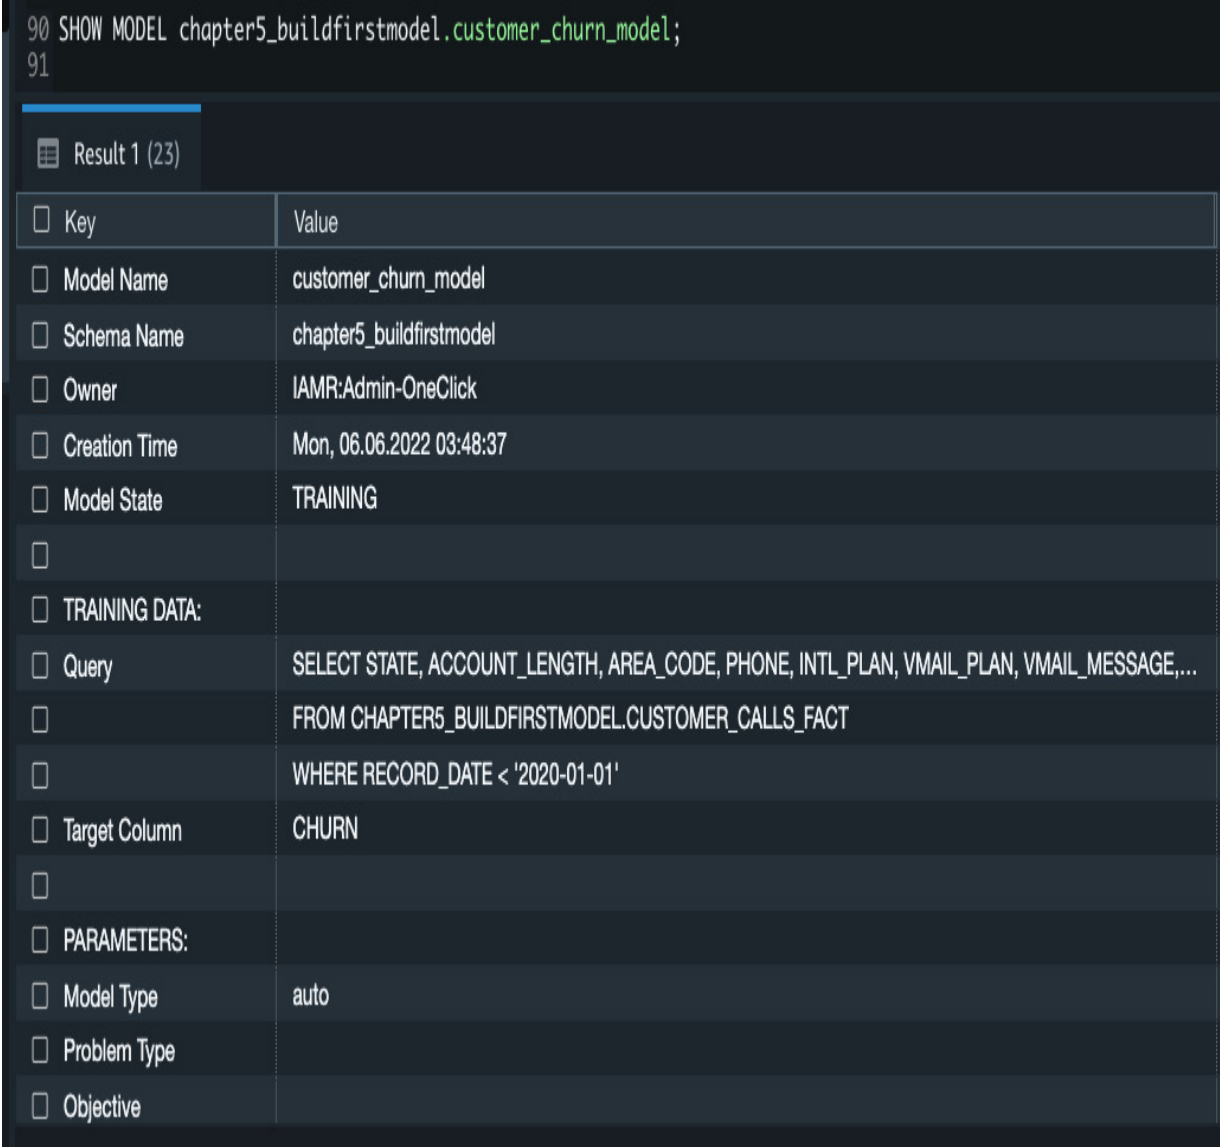 90 SHOW MODEL chapter5_buildfirstmodel.customer_churn_model;
91
Result 1 (23)
Key Value
Model Name customer_churn_model
Schema Name chapter5_buildfirstmodel
Owner IAMR:Admin-OneClick
Creation Time Mon, 06.06.2022 03:48:37
Model State TRAINING
TRAINING DATA:
Query SELECT STATE, ACCOUNT_LENGTH, AREA_CODE, PHONE, INTL_PLAN, VMAIL_PLAN, VMAIL_MESSAGE,...
FROM CHAPTER5_BUILDFIRSTMODEL.CUSTOMER_CALLS_FACT
WHERE RECORD_DATE < '2020-01-01'
Target Column CHURN
PARAMETERS:
Model Type auto
Problem Type
Objective